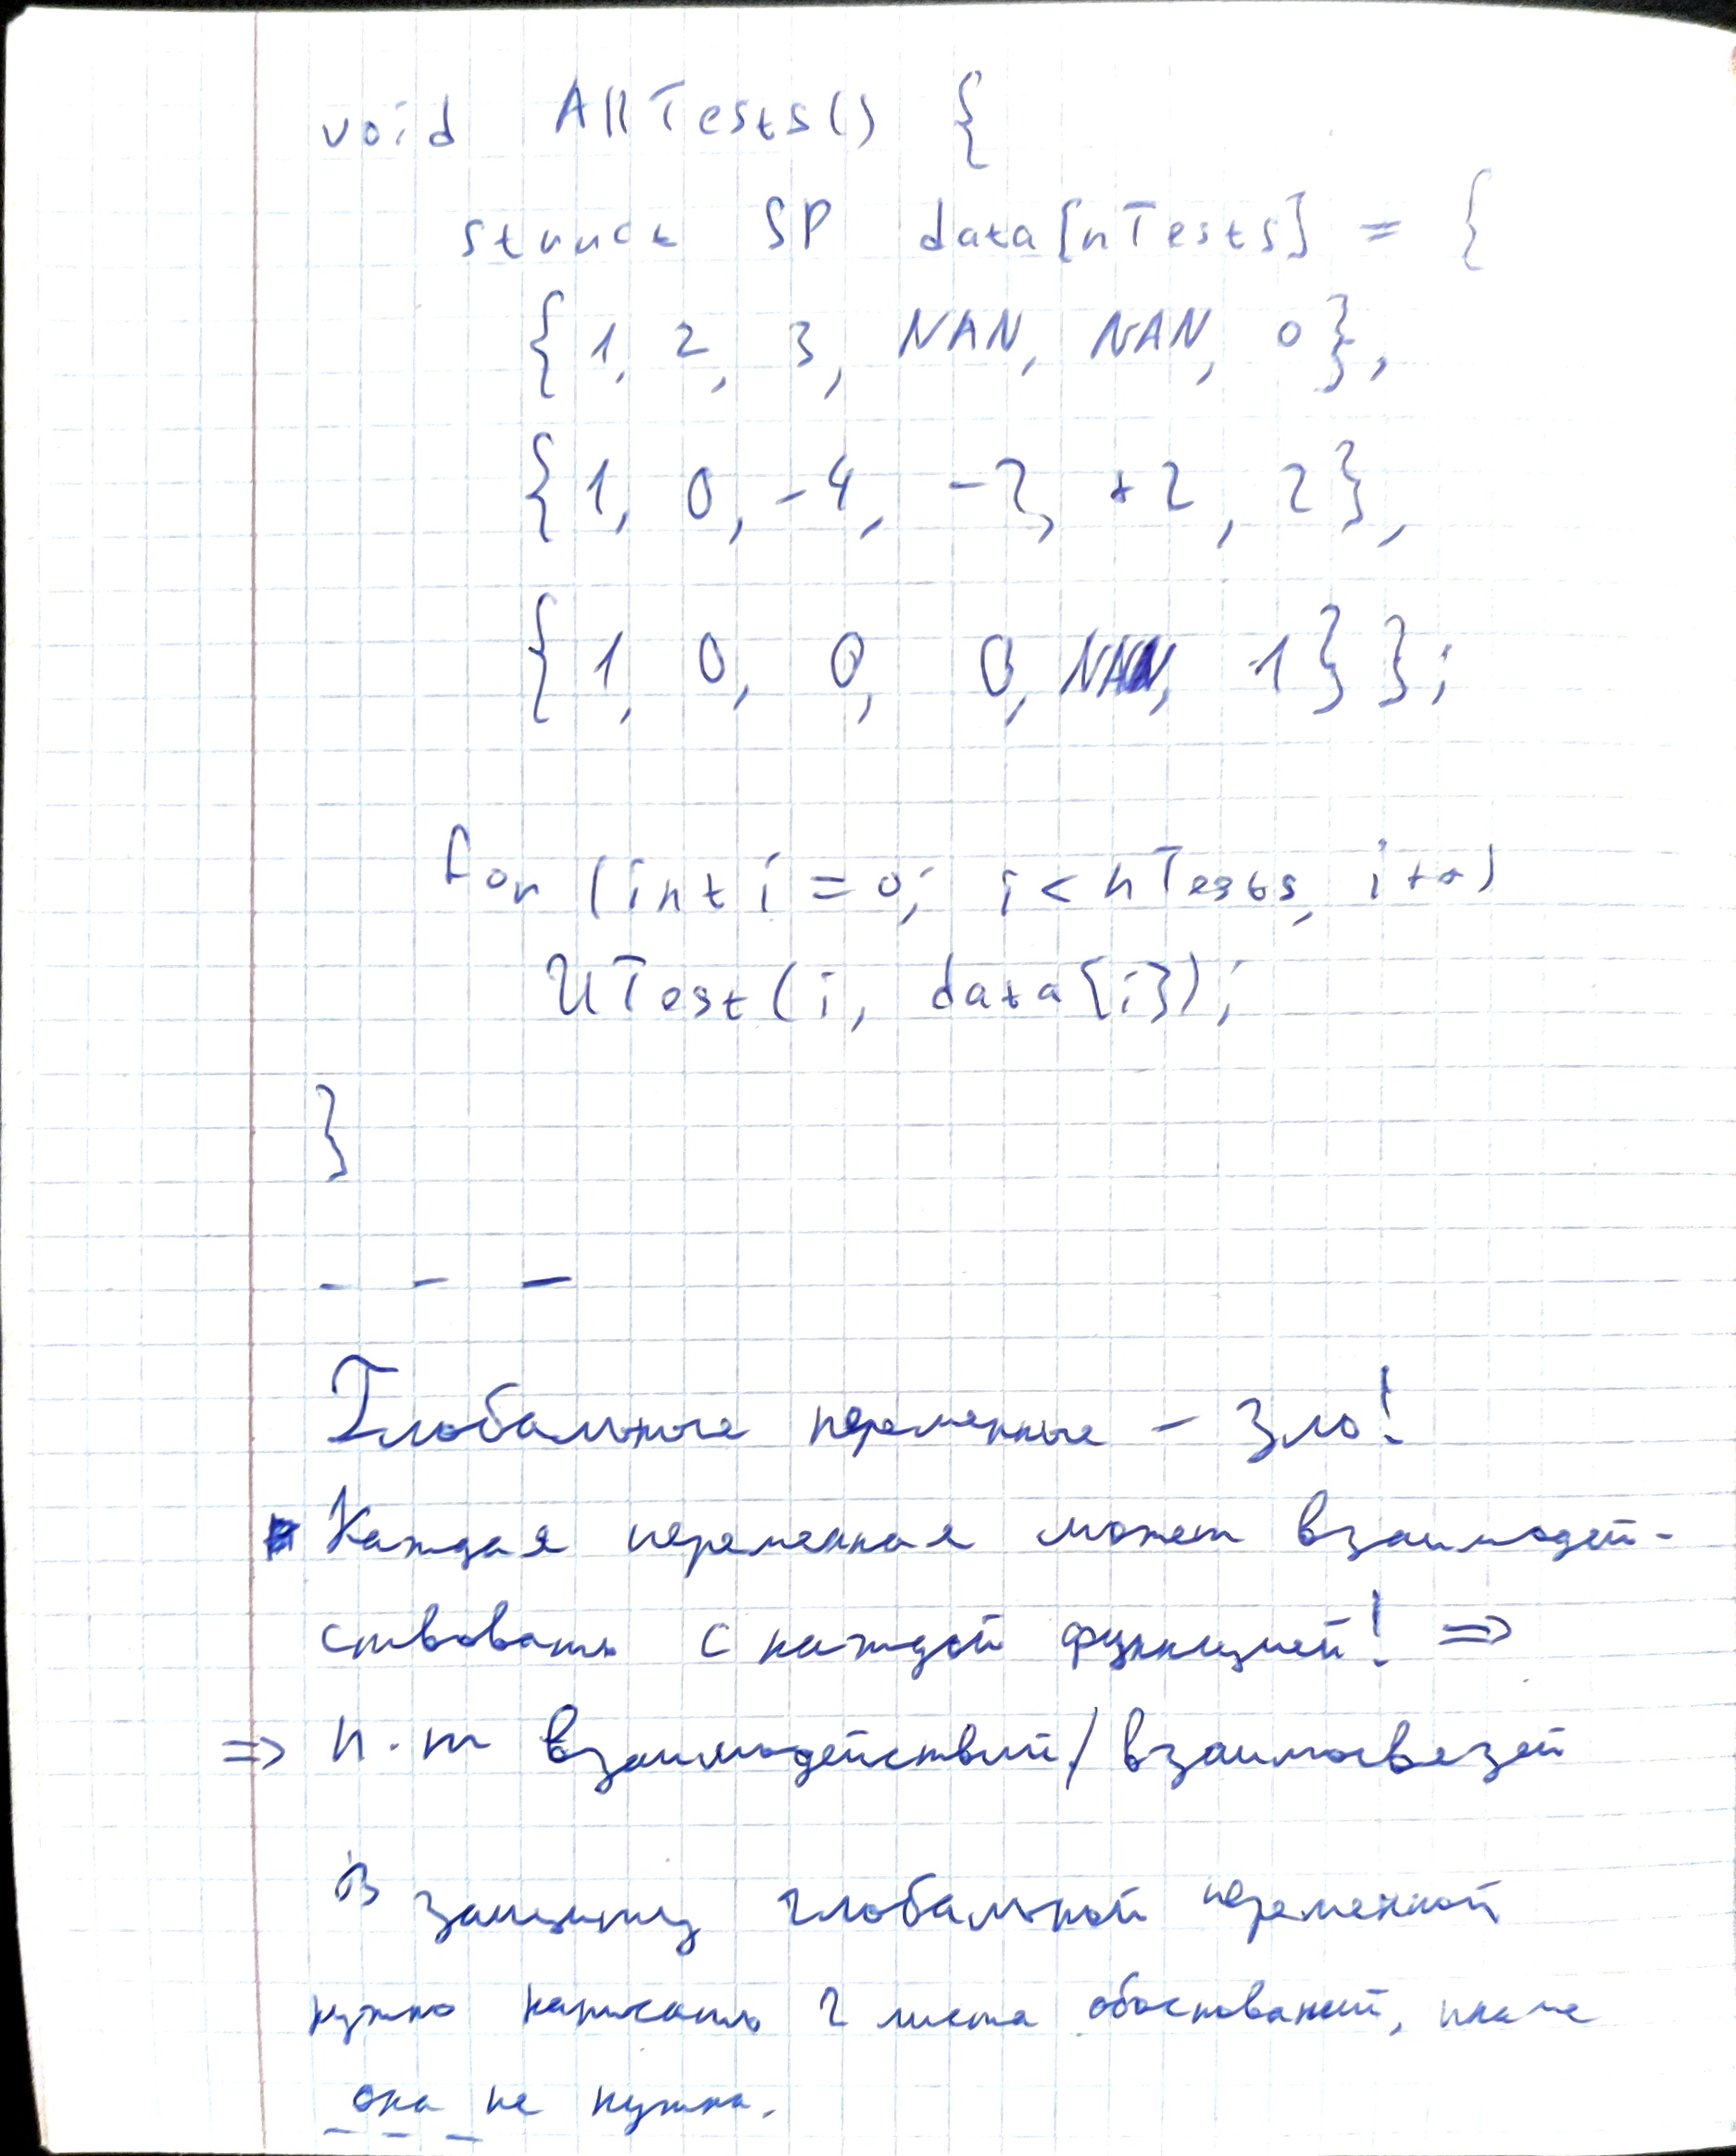 void AllTests() {
struct SP data[nTests] = {
{1, 2, 3, NAN, NAN, 0},
{1, 0, -4, -2, +2, 2},
{1, 0, 0, 0, NAN, 1} };
for (int i = 0; i < nTests, i++)
UTest(i, data[i]);
}
- - -
Глобальные переменные - зло!
Каждая переменная может взаимодей-
ствовать с каждой функцией! =>
=> n·m взаимодействий/взаимосвязей
В защиту глобальной переменной
нужно написать 2 листа обоснований, иначе
она не нужна.